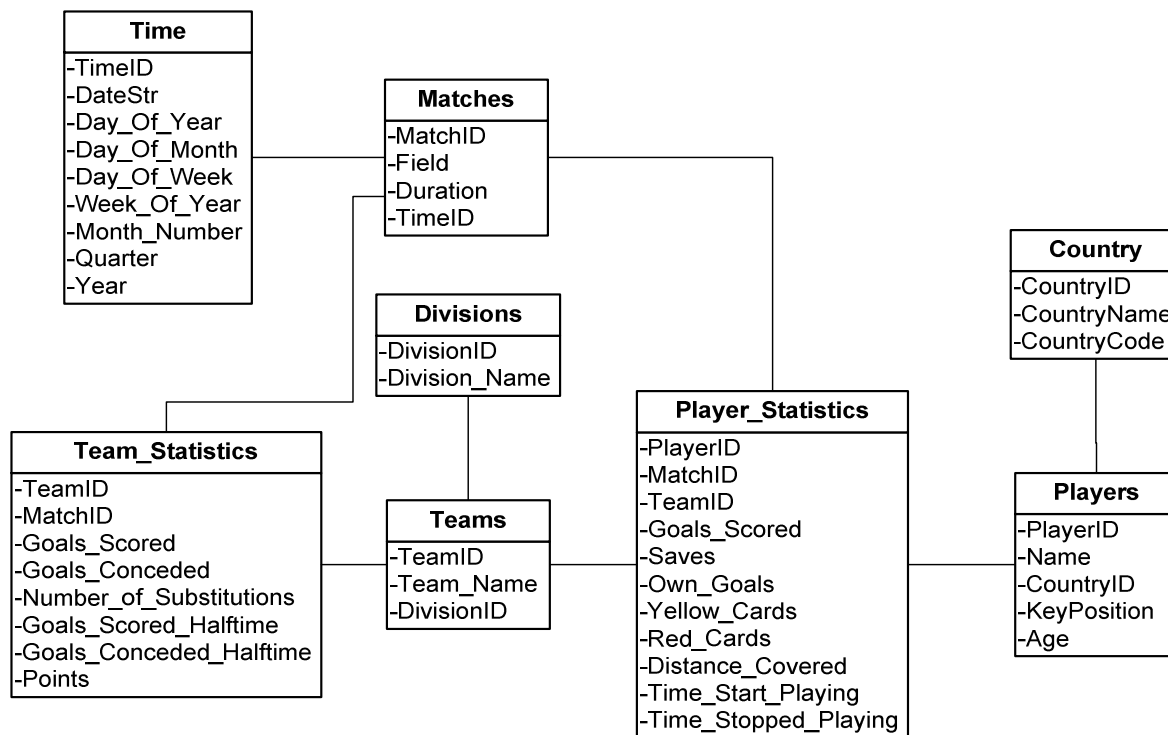 Time
-TimeID
-DateStr
-Day_Of_Year
-Day_Of_Month
-Day_Of_Week
-Week_Of_Year
-Month_Number
-Quarter
-Year
Matches
-MatchID
-Field
-Duration
-TimeID
Country
-CountryID
-CountryName
-CountryCode
Divisions
-DivisionID
-Division_Name
Team_Statistics
-TeamID
-MatchID
-Goals_Scored
-Goals_Conceded
-Number_of_Substitutions
-Goals_Scored_Halftime
-Goals_Conceded_Halftime
-Points
Teams
-TeamID
-Team_Name
-DivisionID
Player_Statistics
-PlayerID
-MatchID
-TeamID
-Goals_Scored
-Saves
-Own_Goals
-Yellow_Cards
-Red_Cards
-Distance_Covered
-Time_Start_Playing
-Time_Stopped_Playing
Players
-PlayerID
-Name
-CountryID
-KeyPosition
-Age